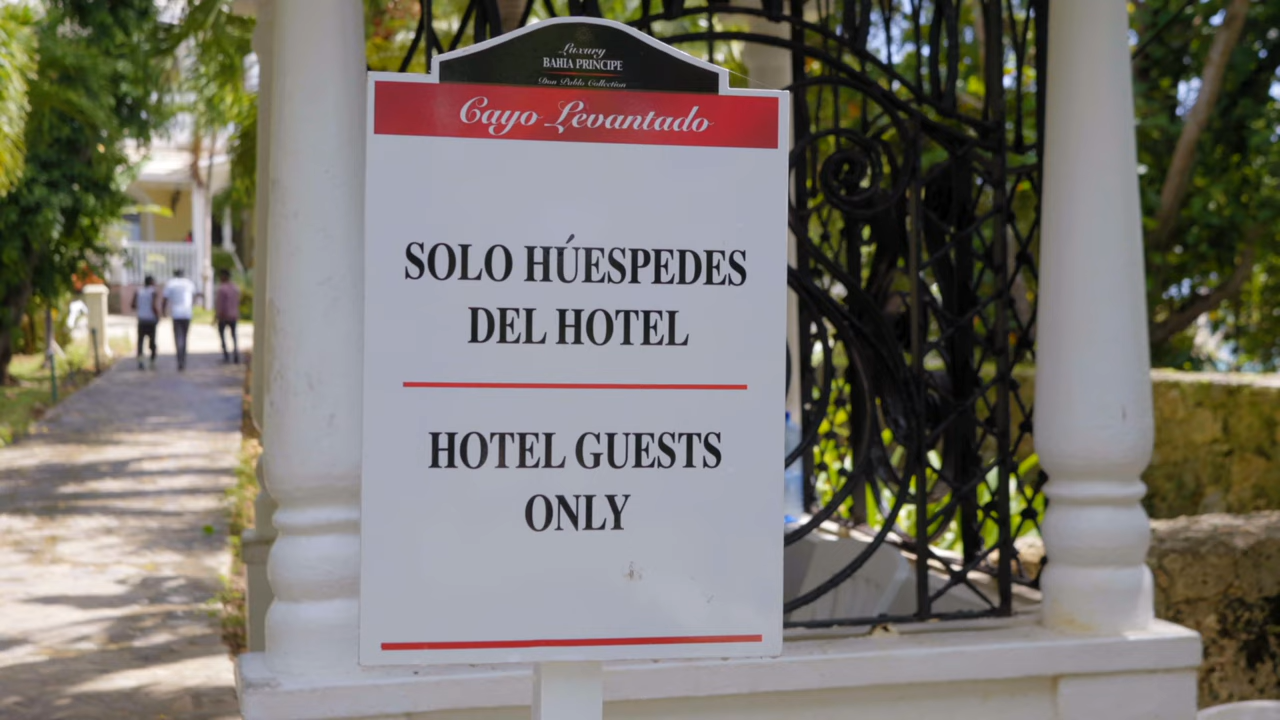 Luxury
BAHIA PRINCIPE
Don Pablo Collection
Cayo Levantado
SOLO HÚESPEDES
DEL HOTEL
HOTEL GUESTS
ONLY